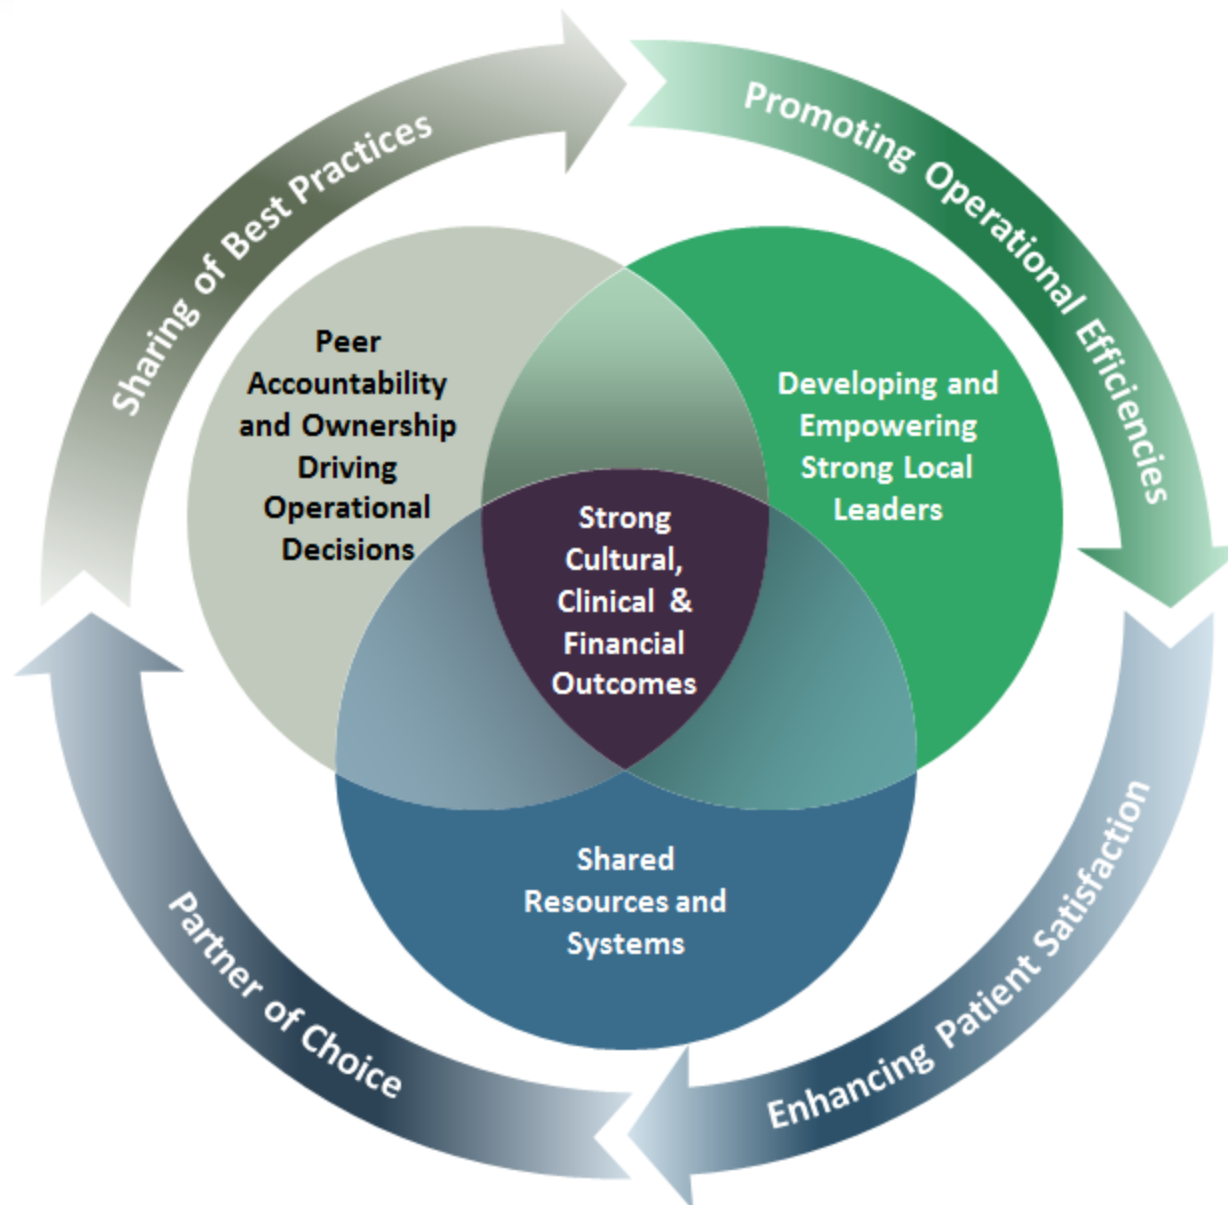 Sharing of Best Practices
Promoting Operational Efficiencies
Peer
Accountability
and Ownership
Driving
Operational
Decisions
Developing and
Empowering
Strong Local
Leaders
Strong
Cultural,
Clinical &
Financial
Outcomes
Shared
Resources and
Systems
Partner of Choice
Enhancing Patient Satisfaction